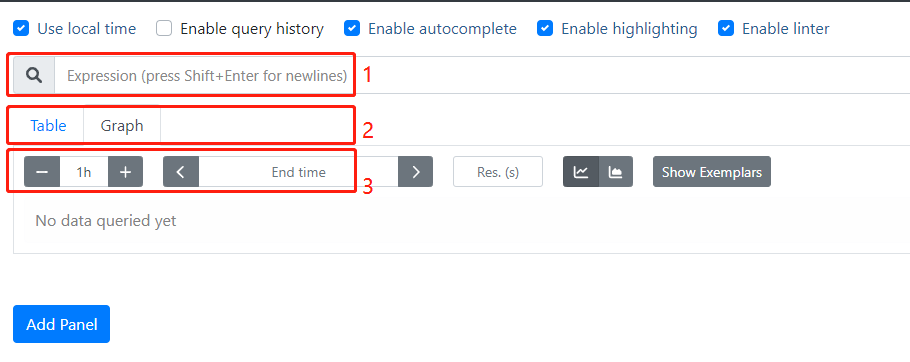 Use local time Enable query history Enable autocomplete Enable highlighting Enable linter
Expression (press Shift+Enter for newlines) 1
Table Graph 2
1h End time Res. (s) Show Exemplars
3
No data queried yet
Add Panel